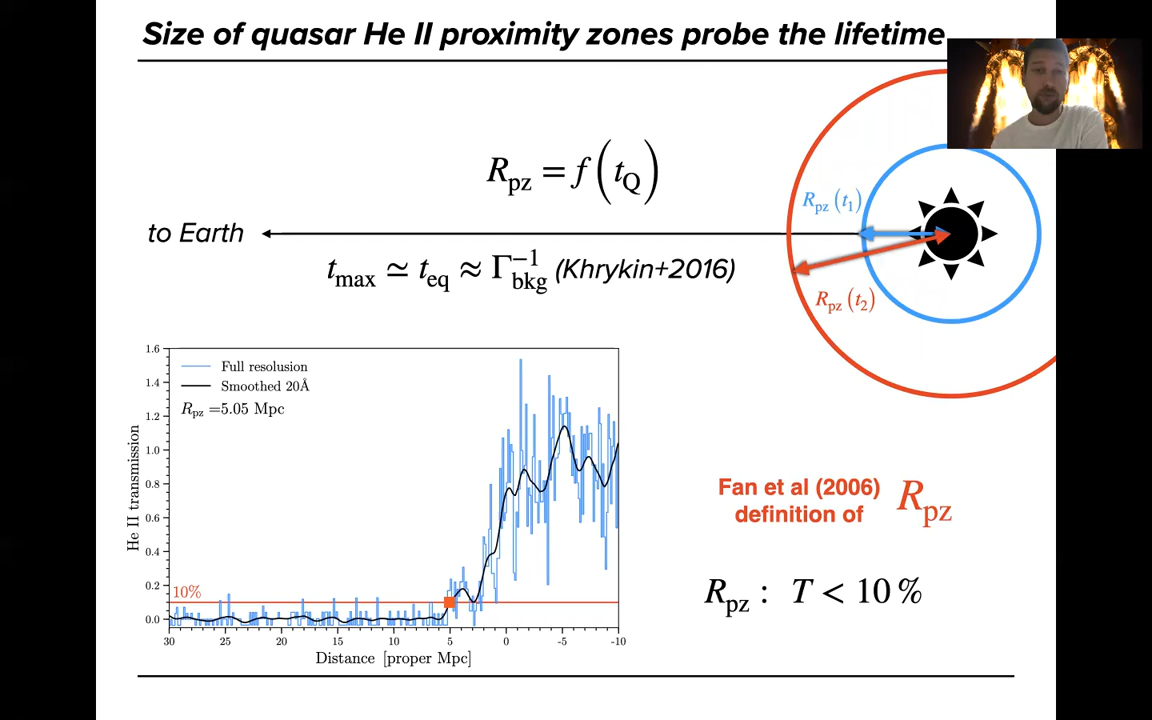 Size of quasar He II proximity zones probe the lifetime
R_pz = f(t_Q)
R_pz (t_1)
to Earth
t_max ≃ t_eq ≈ Γ_bkg^−1 (Khrykin+2016)
R_pz (t_2)
Full resolusion
Smoothed 20Å
R_pz =5.05 Mpc
1.6
1.4
1.2
1.0
0.8
0.6
0.4
0.2
0.0
He II transmission
10%
30 25 20 15 10 5 0 -5 -10
Distance [proper Mpc]
Fan et al (2006)
definition of R_pz
R_pz : T < 10 %